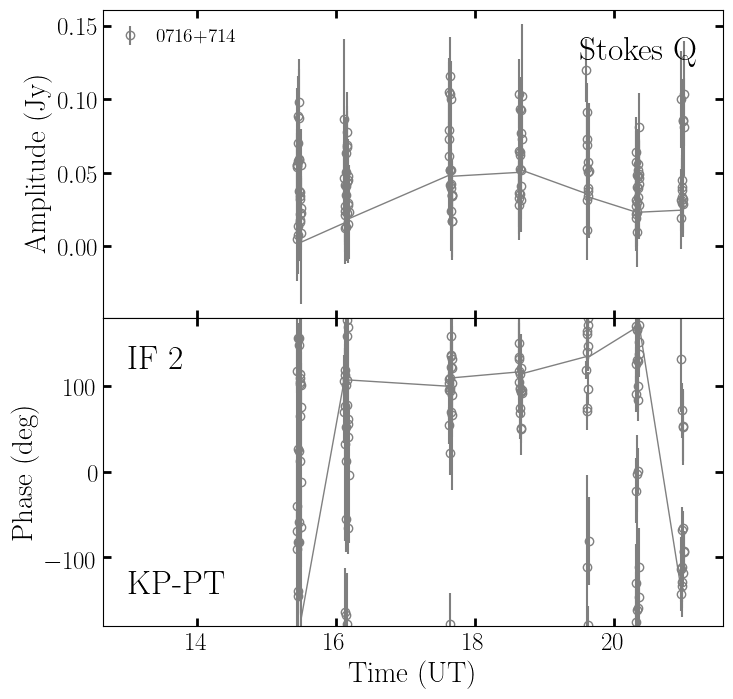 0716+714
Stokes Q
0.15
0.10
0.05
0.00
Amplitude (Jy)
IF 2
KP-PT
100
0
−100
Phase (deg)
14 16 18 20
Time (UT)